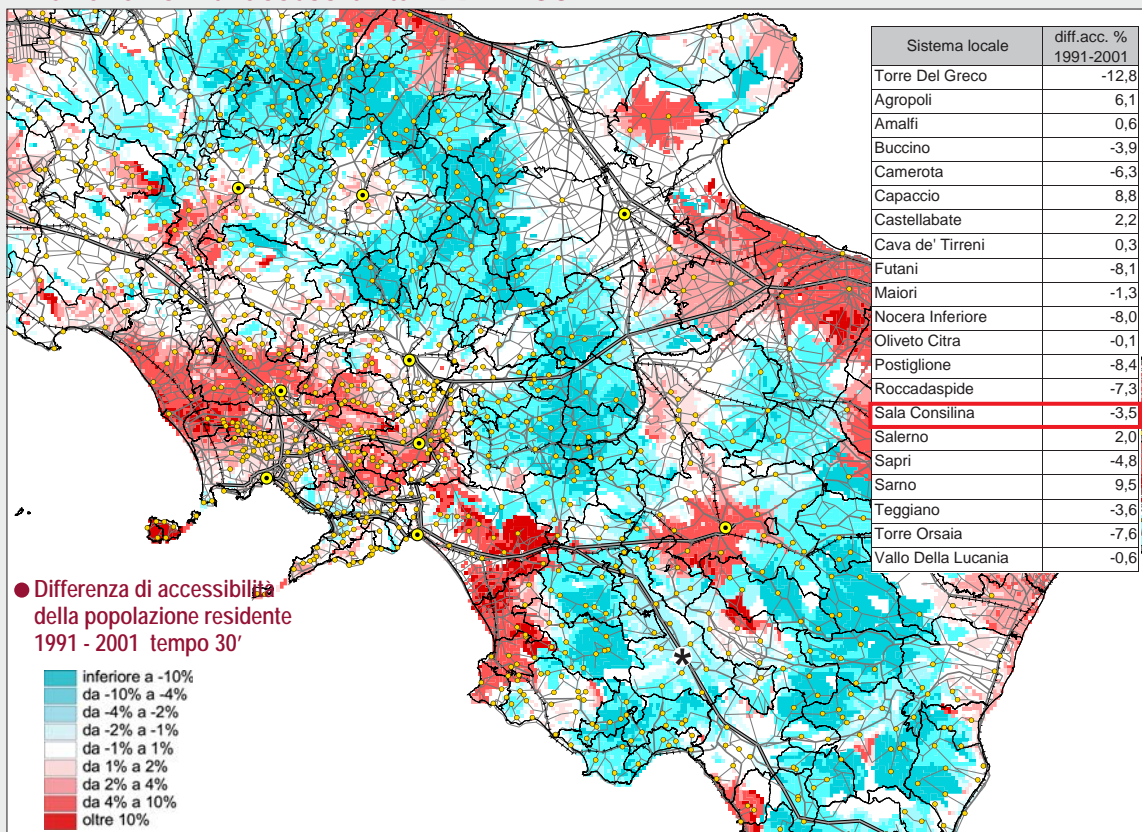 Sistema locale diff.acc. % 1991-2001
Torre Del Greco -12,8
Agropoli 6,1
Amalfi 0,6
Buccino -3,9
Camerota -6,3
Capaccio 8,8
Castellabate 2,2
Cava de' Tirreni 0,3
Futani -8,1
Maiori -1,3
Nocera Inferiore -8,0
Oliveto Citra -0,1
Postiglione -8,4
Roccadaspide -7,3
Sala Consilina -3,5
Salerno 2,0
Sapri -4,8
Sarno 9,5
Teggiano -3,6
Torre Orsaia -7,6
Vallo Della Lucania -0,6
*
● Differenza di accessibilità
della popolazione residente
1991 - 2001 tempo 30'
inferiore a -10%
da -10% a -4%
da -4% a -2%
da -2% a -1%
da -1% a 1%
da 1% a 2%
da 2% a 4%
da 4% a 10%
oltre 10%